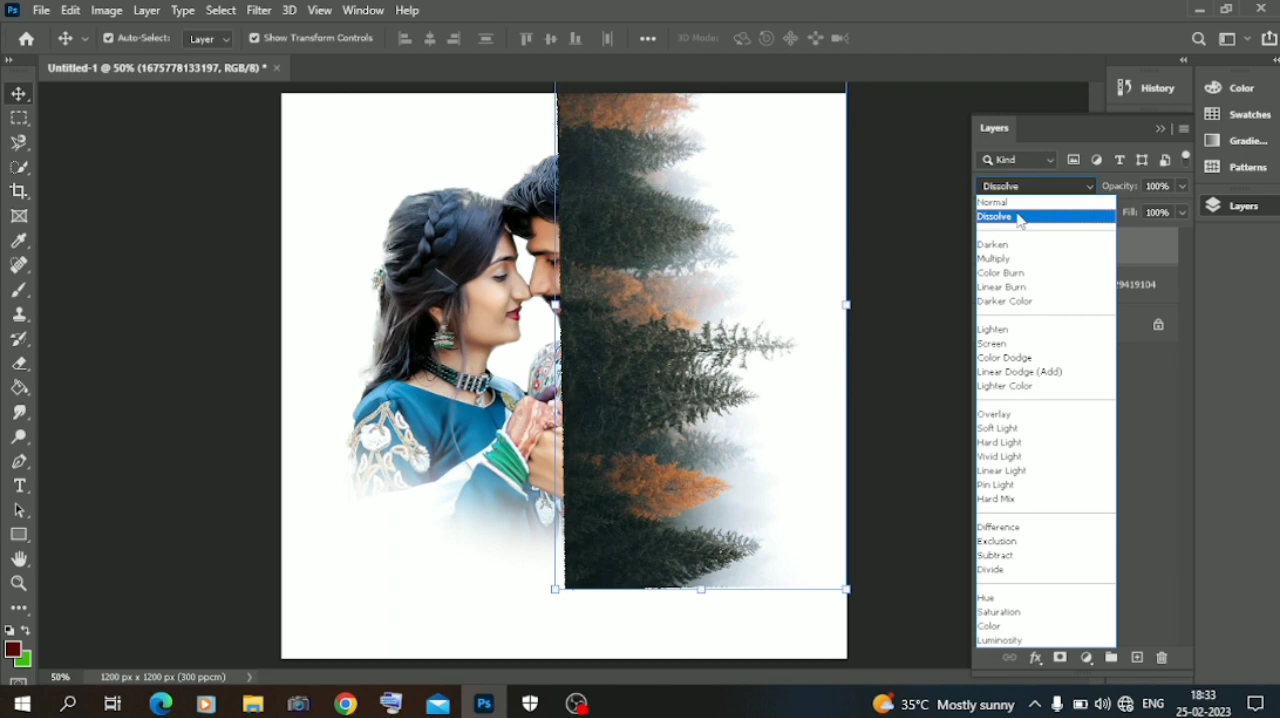 Ps File Edit Image Layer Type Select Filter 3D View Window Help
Auto-Select: Layer Show Transform Controls 3D Mode:
Untitled-1 @ 50% (1675778133197, RGB/8) * ×
History
Color
Swatches
Gradie...
Patterns
Layers
Layers
Kind
Dissolve Opacity: 100%
Normal
Dissolve
Fill: 100%
Darken
Multiply
Color Burn
Linear Burn
Darker Color
29419104
Lighten
Screen
Color Dodge
Linear Dodge (Add)
Lighter Color
Overlay
Soft Light
Hard Light
Vivid Light
Linear Light
Pin Light
Hard Mix
Difference
Exclusion
Subtract
Divide
Hue
Saturation
Color
Luminosity
50% 1200 px x 1200 px (300 ppcm)
Ps 35°C Mostly sunny ENG 18:33
25-02-2023